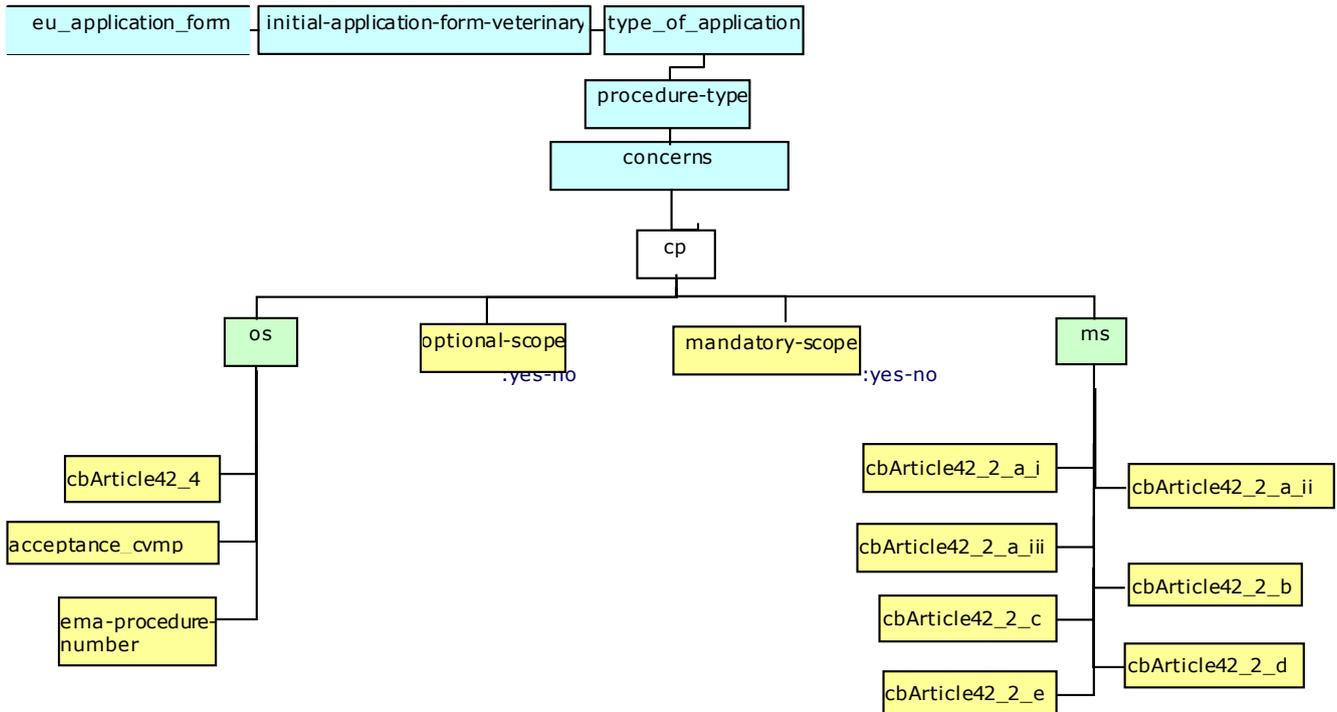 eu_application_form
initial-application-form-veterinary
type_of_application
procedure-type
concerns
cp
os
optional-scope
:yes-no
mandatory-scope
:yes-no
ms
cbArticle42_4
acceptance_cvmp
ema-procedure-
number
cbArticle42_2_a_i
cbArticle42_2_a_ii
cbArticle42_2_a_iii
cbArticle42_2_b
cbArticle42_2_c
cbArticle42_2_d
cbArticle42_2_e